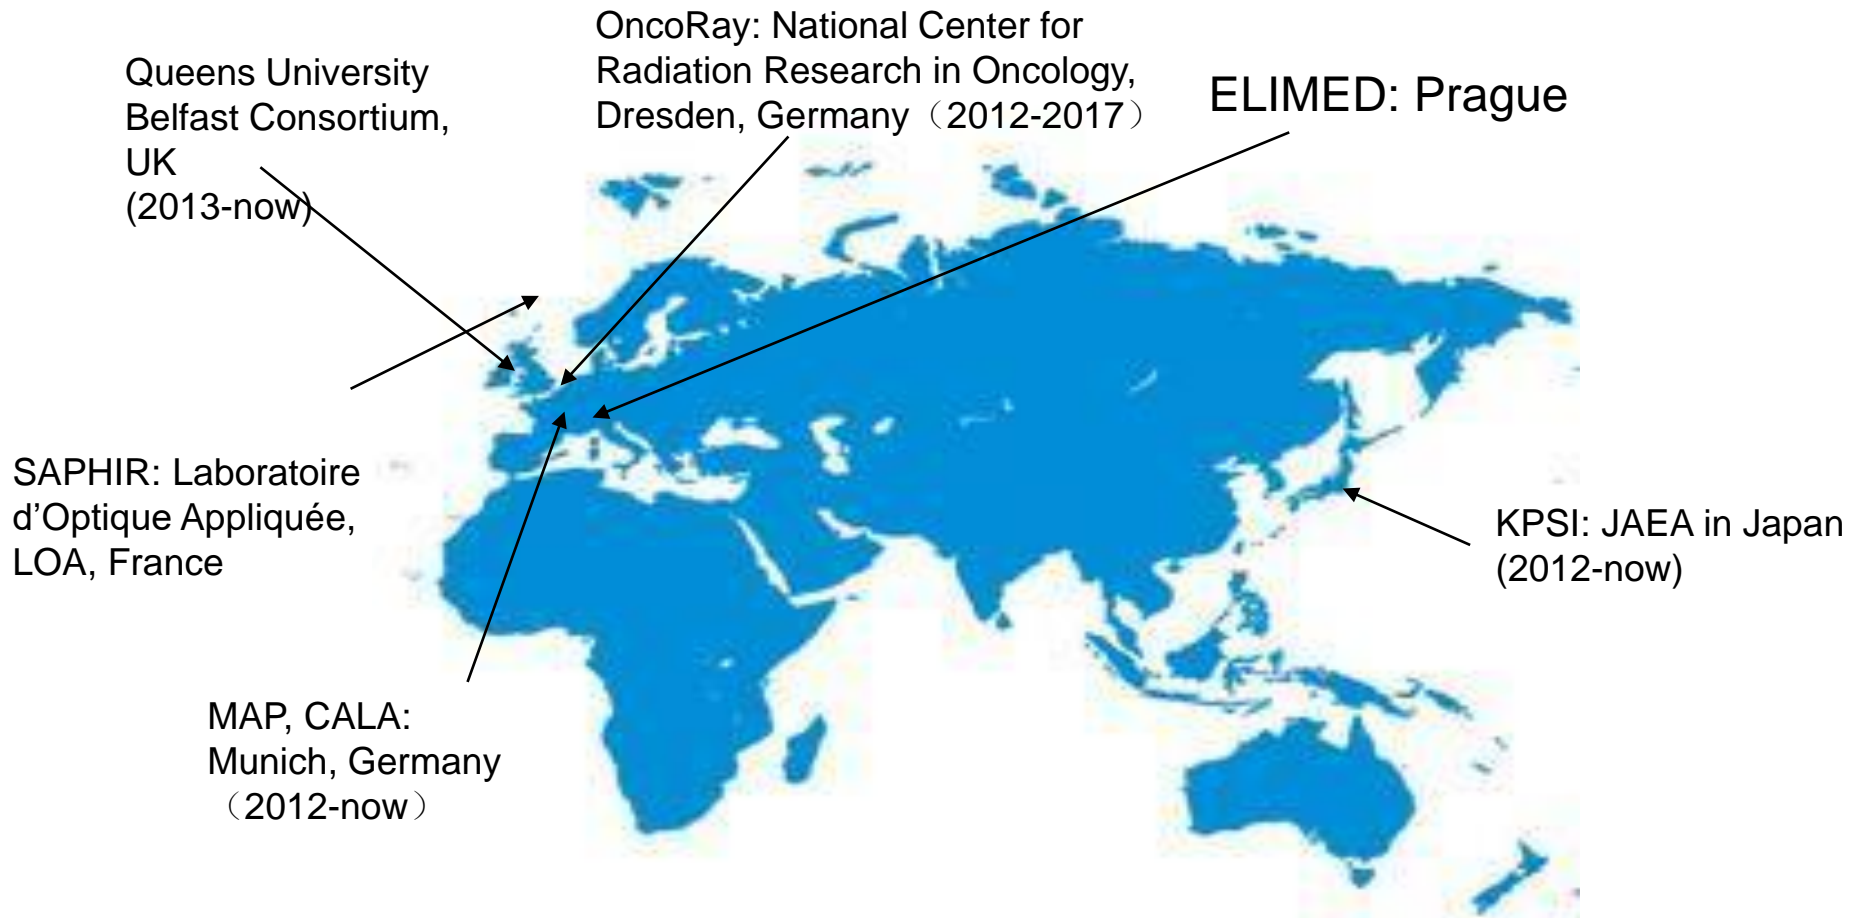 Queens University
Belfast Consortium,
UK
(2013-now)
OncoRay: National Center for
Radiation Research in Oncology,
Dresden, Germany（2012-2017）
ELIMED: Prague
SAPHIR: Laboratoire
d’Optique Appliquée,
LOA, France
KPSI: JAEA in Japan
(2012-now)
MAP, CALA:
Munich, Germany
（2012-now）